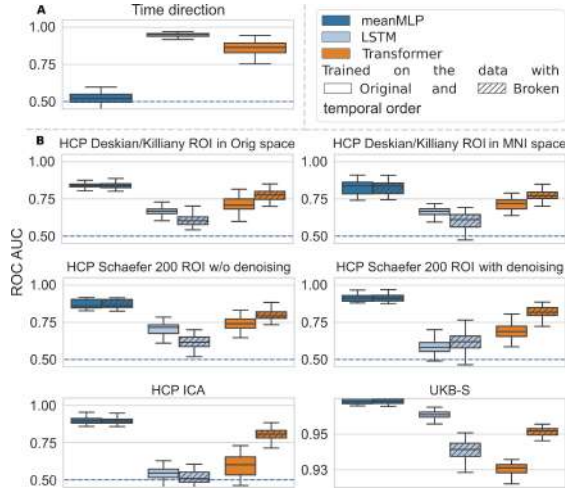 A
Time direction
1.00
0.75
0.50
meanMLP
LSTM
Transformer
Trained on the data with
Original and Broken
temporal order
B
HCP Deskian/Killiany ROI in Orig space
HCP Deskian/Killiany ROI in MNI space
1.00
0.75
0.50
1.00
0.75
0.50
ROC AUC
HCP Schaefer 200 ROI w/o denoising
HCP Schaefer 200 ROI with denoising
1.00
0.75
0.50
1.00
0.75
0.50
HCP ICA
UKB-S
1.00
0.75
0.50
0.95
0.93